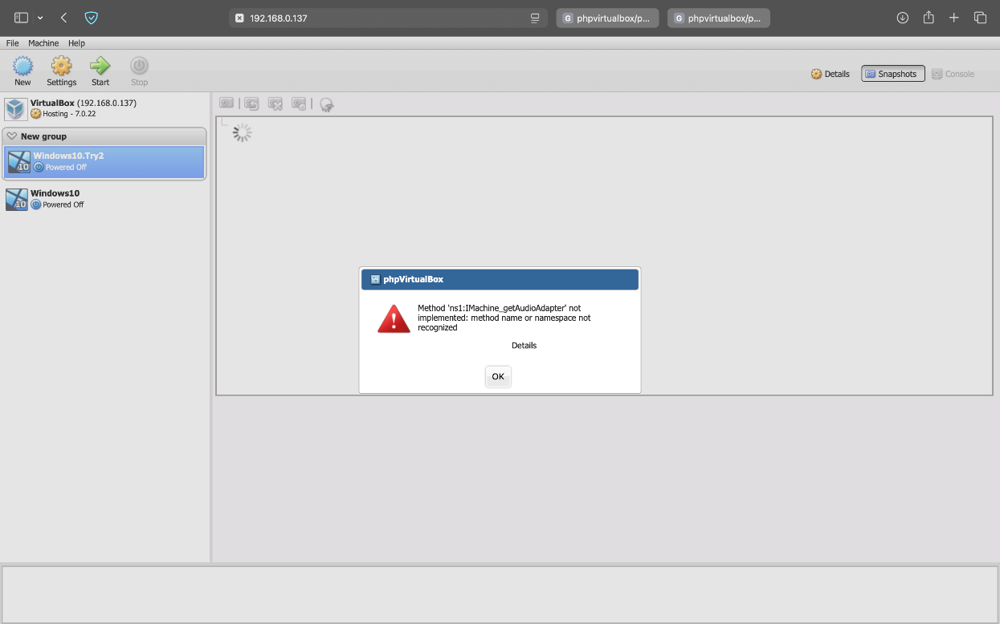 192.168.0.137
G phpvirtualbox/p...
G phpvirtualbox/p...
File Machine Help
New Settings Start Stop
Details Snapshots Console
VirtualBox (192.168.0.137)
Hosting - 7.0.22
New group
Windows10.Try2
10 Powered Off
Windows10
10 Powered Off
phpVirtualBox
Method 'ns1:IMachine_getAudioAdapter' not
implemented: method name or namespace not
recognized
Details
OK